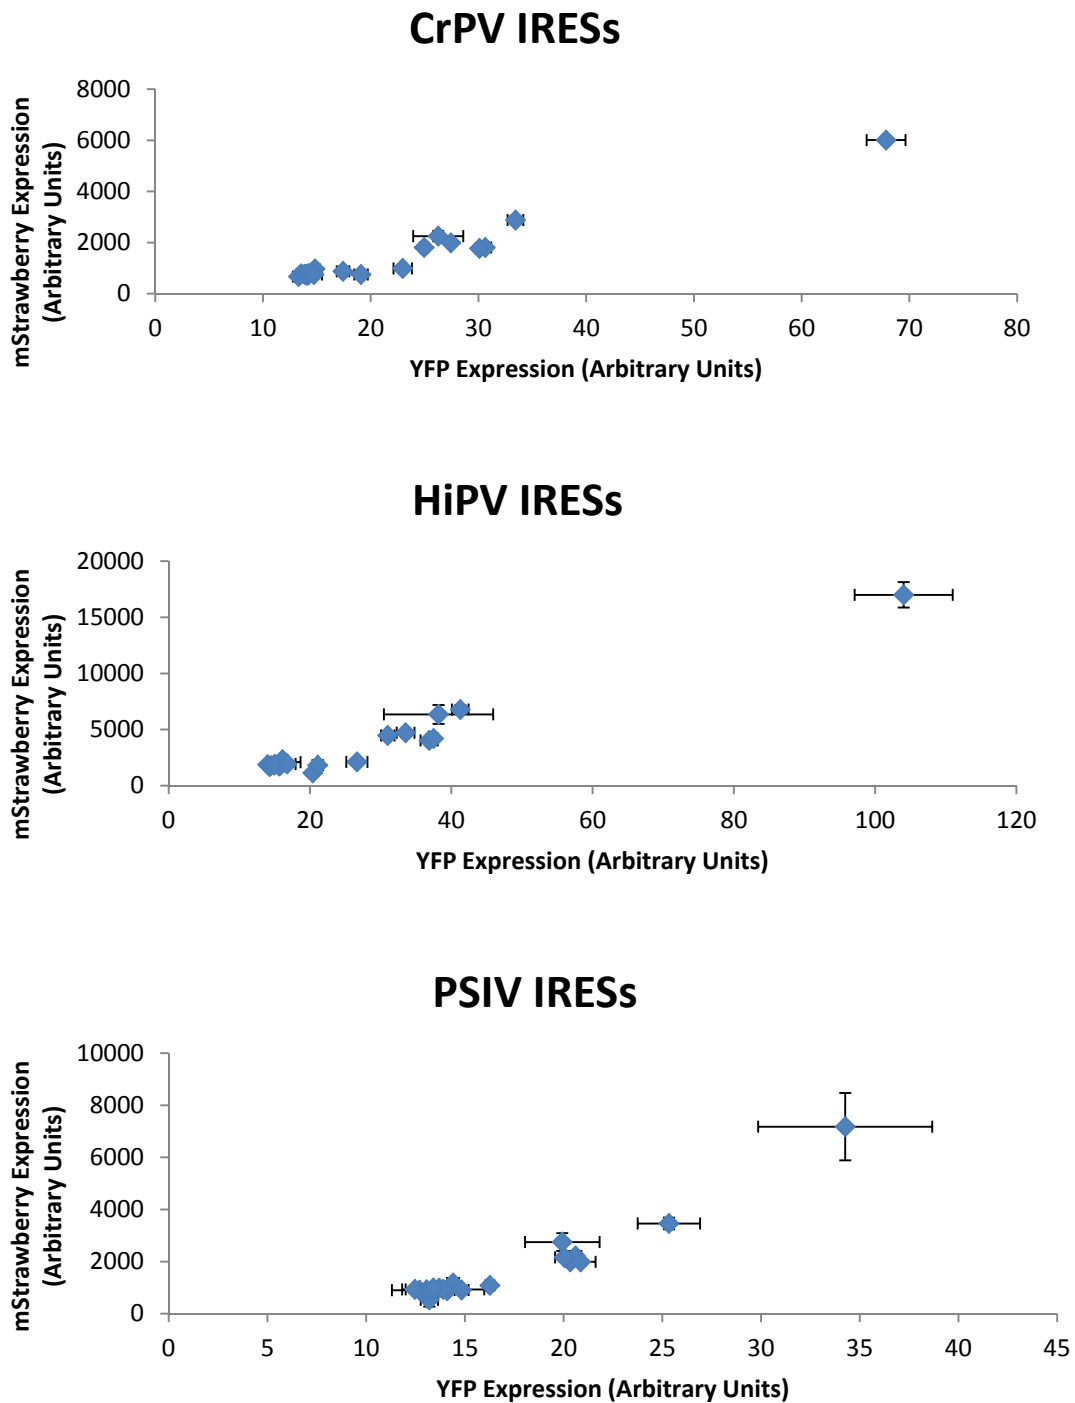 CrPV IRESs
mStrawberry Expression
(Arbitrary Units)
8000
6000
4000
2000
0
0 10 20 30 40 50 60 70 80
YFP Expression (Arbitrary Units)
HiPV IRESs
mStrawberry Expression
(Arbitrary Units)
20000
15000
10000
5000
0
0 20 40 60 80 100 120
YFP Expression (Arbitrary Units)
PSIV IRESs
mStrawberry Expression
(Arbitrary Units)
10000
8000
6000
4000
2000
0
0 5 10 15 20 25 30 35 40 45
YFP Expression (Arbitrary Units)